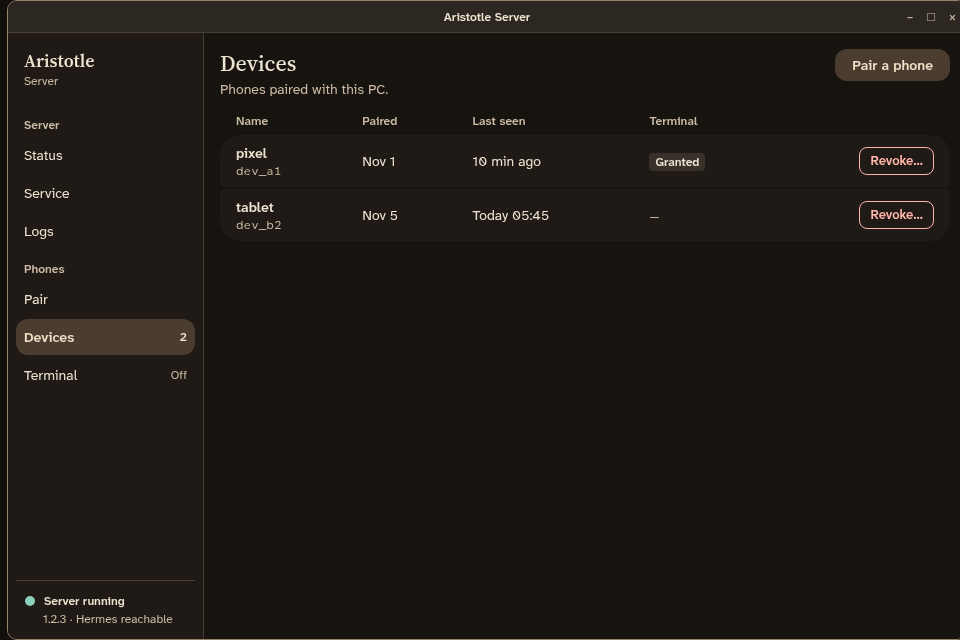 Aristotle Server
Aristotle
Server
Server
Status
Service
Logs
Phones
Pair
Devices 2
Terminal Off
Server running
1.2.3 · Hermes reachable
Devices
Phones paired with this PC.
Pair a phone
Name Paired Last seen Terminal
pixel
dev_a1
Nov 1 10 min ago Granted Revoke…
tablet
dev_b2
Nov 5 Today 05:45 — Revoke…